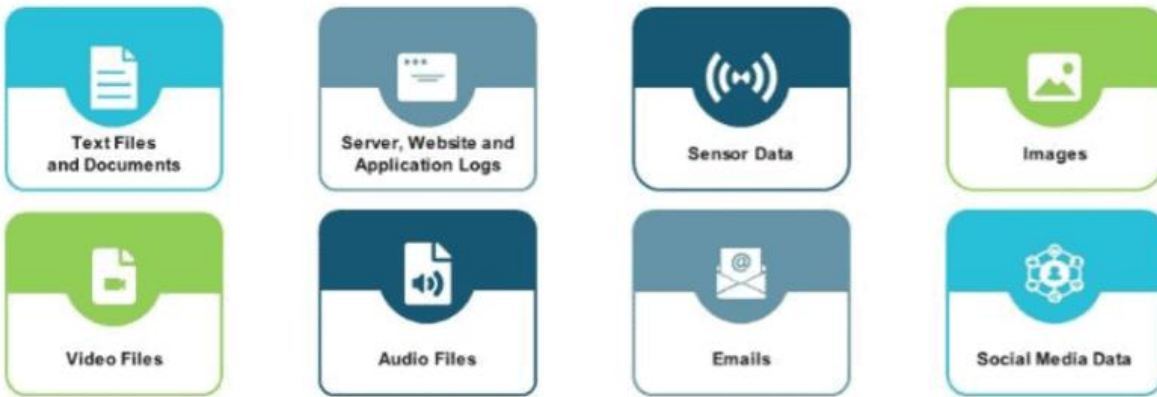 Text Files
and Documents
Server, Website and
Application Logs
Sensor Data
Images
@
Video Files
Audio Files
Emails
Social Media Data